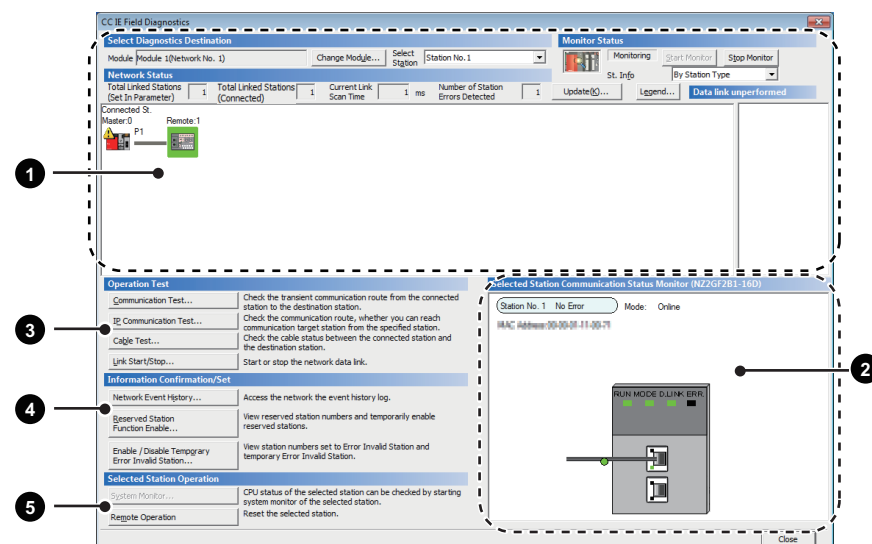 CC IE Field Diagnostics
Select Diagnostics Destination
Monitor Status
Module Module 1(Network No. 1)
Change Module...
Select Station
Station No.1
Monitoring
Start Monitor
Stop Monitor
St. Info
By Station Type
Network Status
Total Linked Stations (Set In Parameter) 1
Total Linked Stations (Connected) 1
Current Link Scan Time 1 ms
Number of Station Errors Detected 1
Update(K)...
Legend...
Data link unperformed
Connected St.
Master:0 Remote:1
P1
1
Operation Test
Communication Test...
Check the transient communication route from the connected
station to the destination station.
IP Communication Test...
Check the communication route, whether you can reach
communication target station from the specified station.
Cable Test...
Check the cable status between the connected station and
the destination station.
Link Start/Stop...
Start or stop the network data link.
3
Information Confirmation/Set
Network Event History...
Access the network the event history log.
Reserved Station
Function Enable...
View reserved station numbers and temporarily enable
reserved stations.
Enable / Disable Temporary
Error Invalid Station...
View station numbers set to Error Invalid Station and
temporary Error Invalid Station.
4
Selected Station Operation
System Monitor...
CPU status of the selected station can be checked by starting
system monitor of the selected station.
Remote Operation
Reset the selected station.
5
Selected Station Communication Status Monitor (NZ2GF2B1-16D)
Station No. 1 No Error
Mode: Online
RUN MODE D.LINK ERR.
2
Close